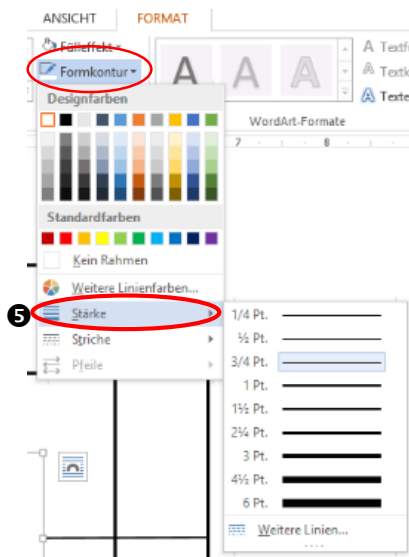 ANSICHT FORMAT
Fülleffekt
Formkontur
A A A
A Textf
A Textk
A Texte
WordArt-Formate
Designfarben
7 8
Standardfarben
Kein Rahmen
Weitere Linienfarben...
5 Stärke
Striche
Pfeile
1/4 Pt.
½ Pt.
3/4 Pt.
1 Pt.
1½ Pt.
2¼ Pt.
3 Pt.
4½ Pt.
6 Pt.
Weitere Linien...